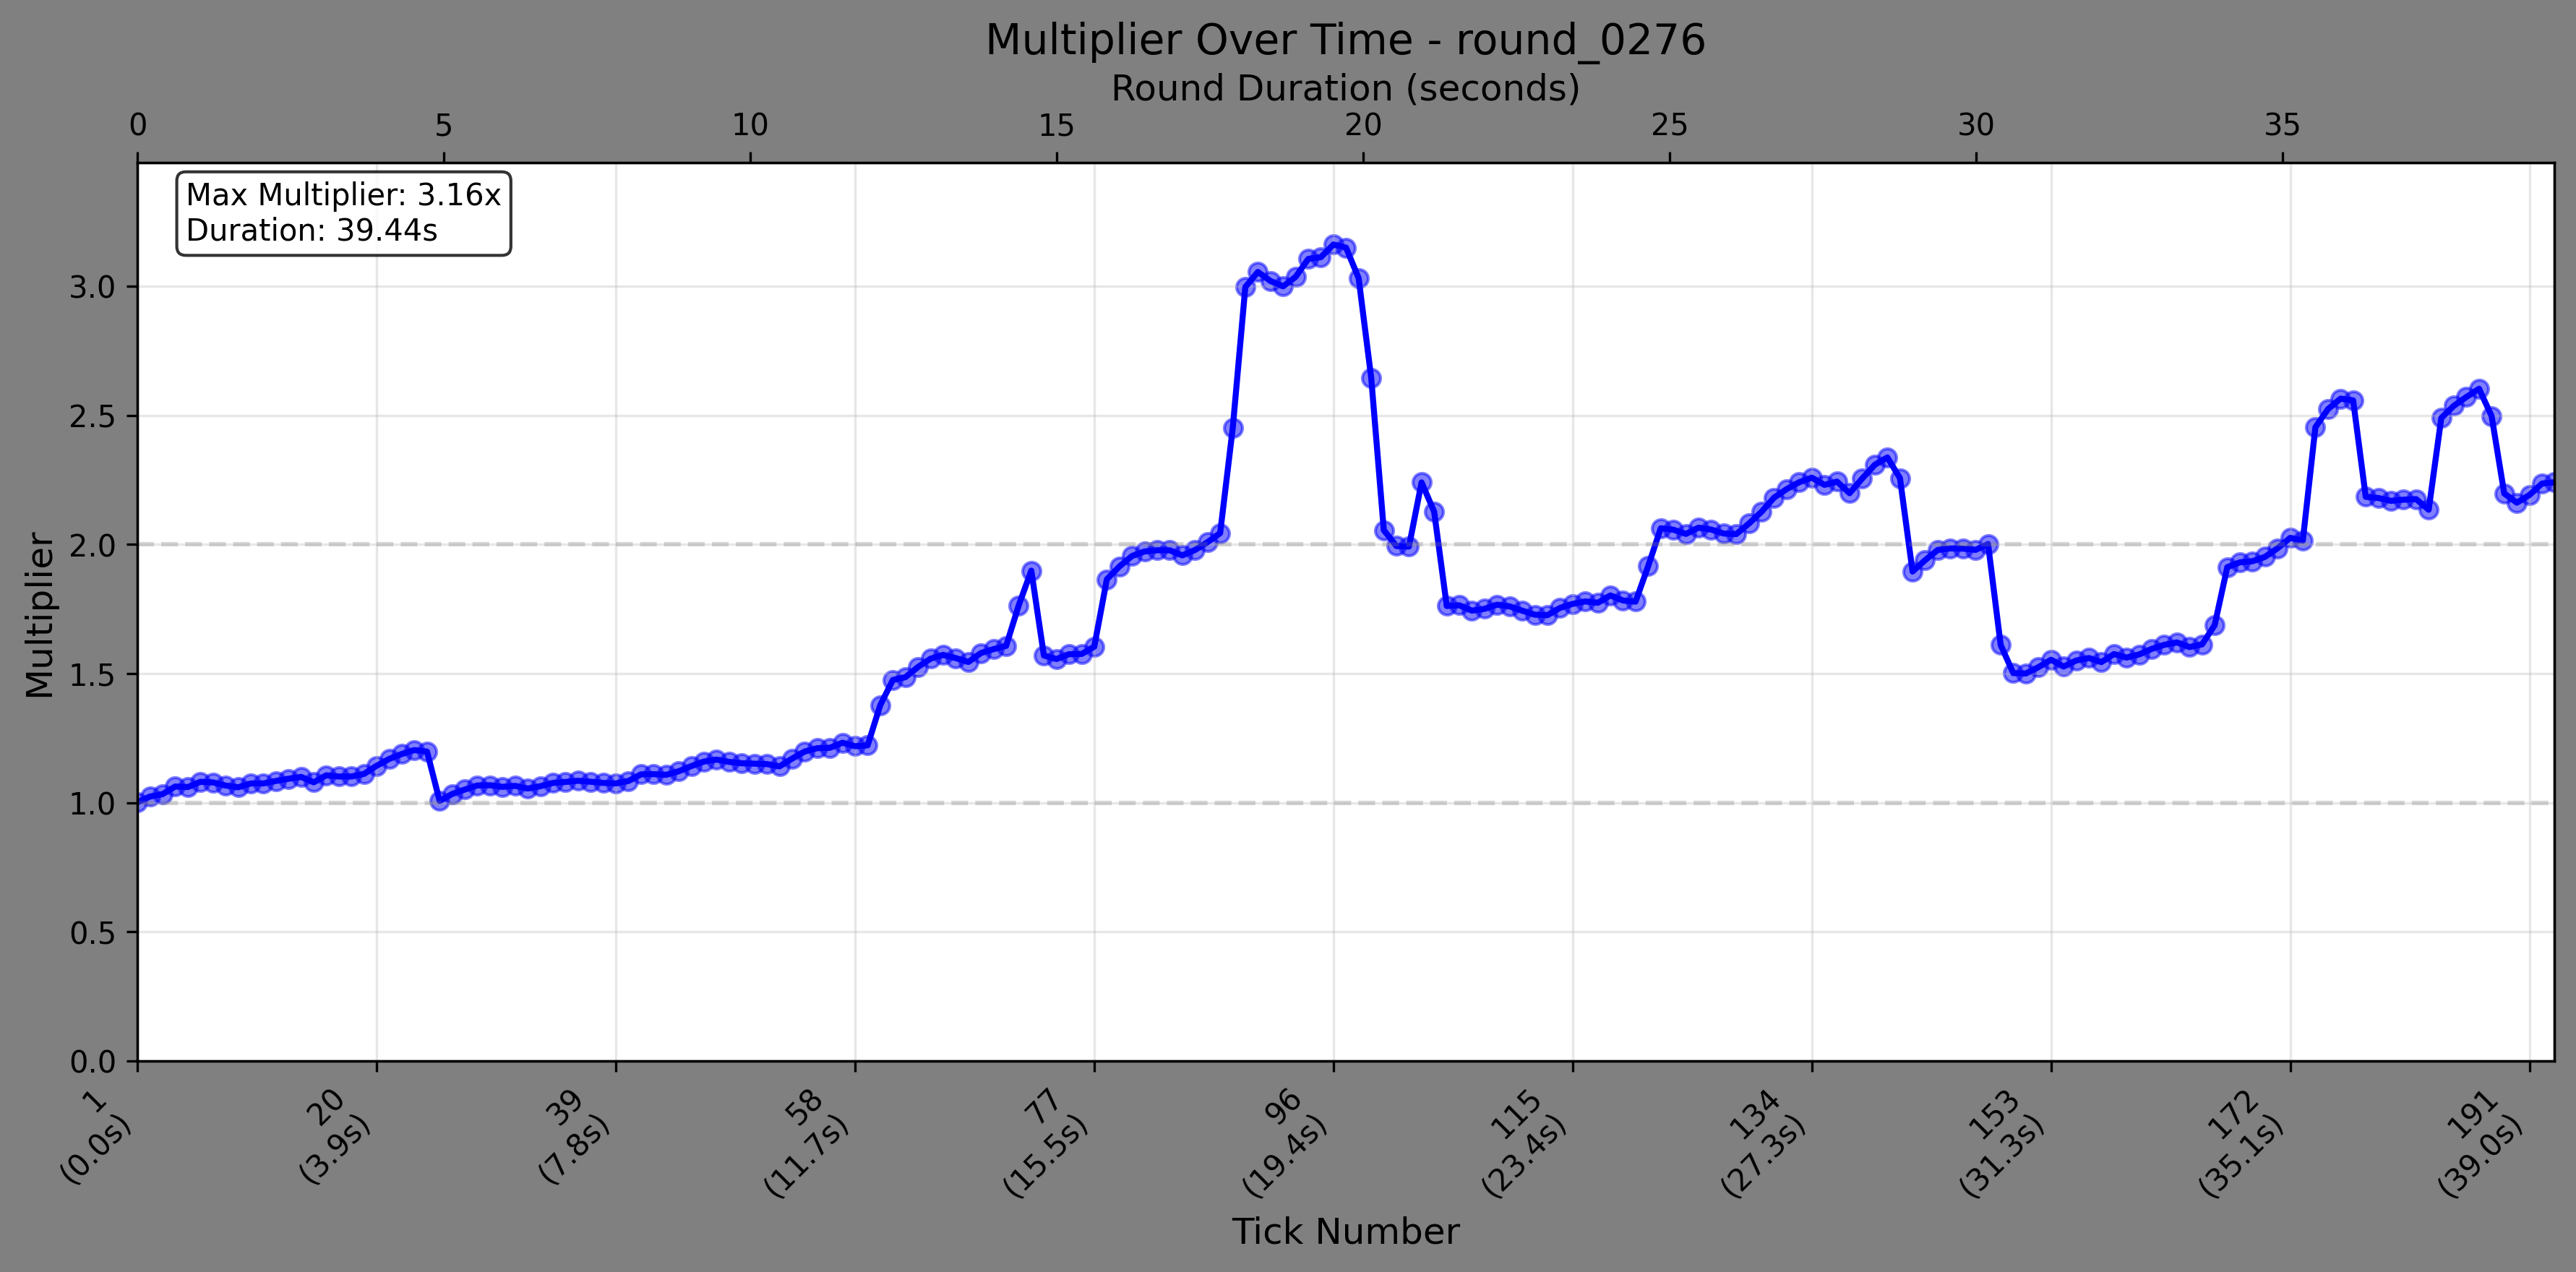 Multiplier Over Time - round_0276
Round Duration (seconds)
0 5 10 15 20 25 30 35
Max Multiplier: 3.16x
Duration: 39.44s
Multiplier
3.0
2.5
2.0
1.5
1.0
0.5
0.0
1
(0.0s)
20
(3.9s)
39
(7.8s)
58
(11.7s)
77
(15.5s)
96
(19.4s)
115
(23.4s)
134
(27.3s)
153
(31.3s)
172
(35.1s)
191
(39.0s)
Tick Number